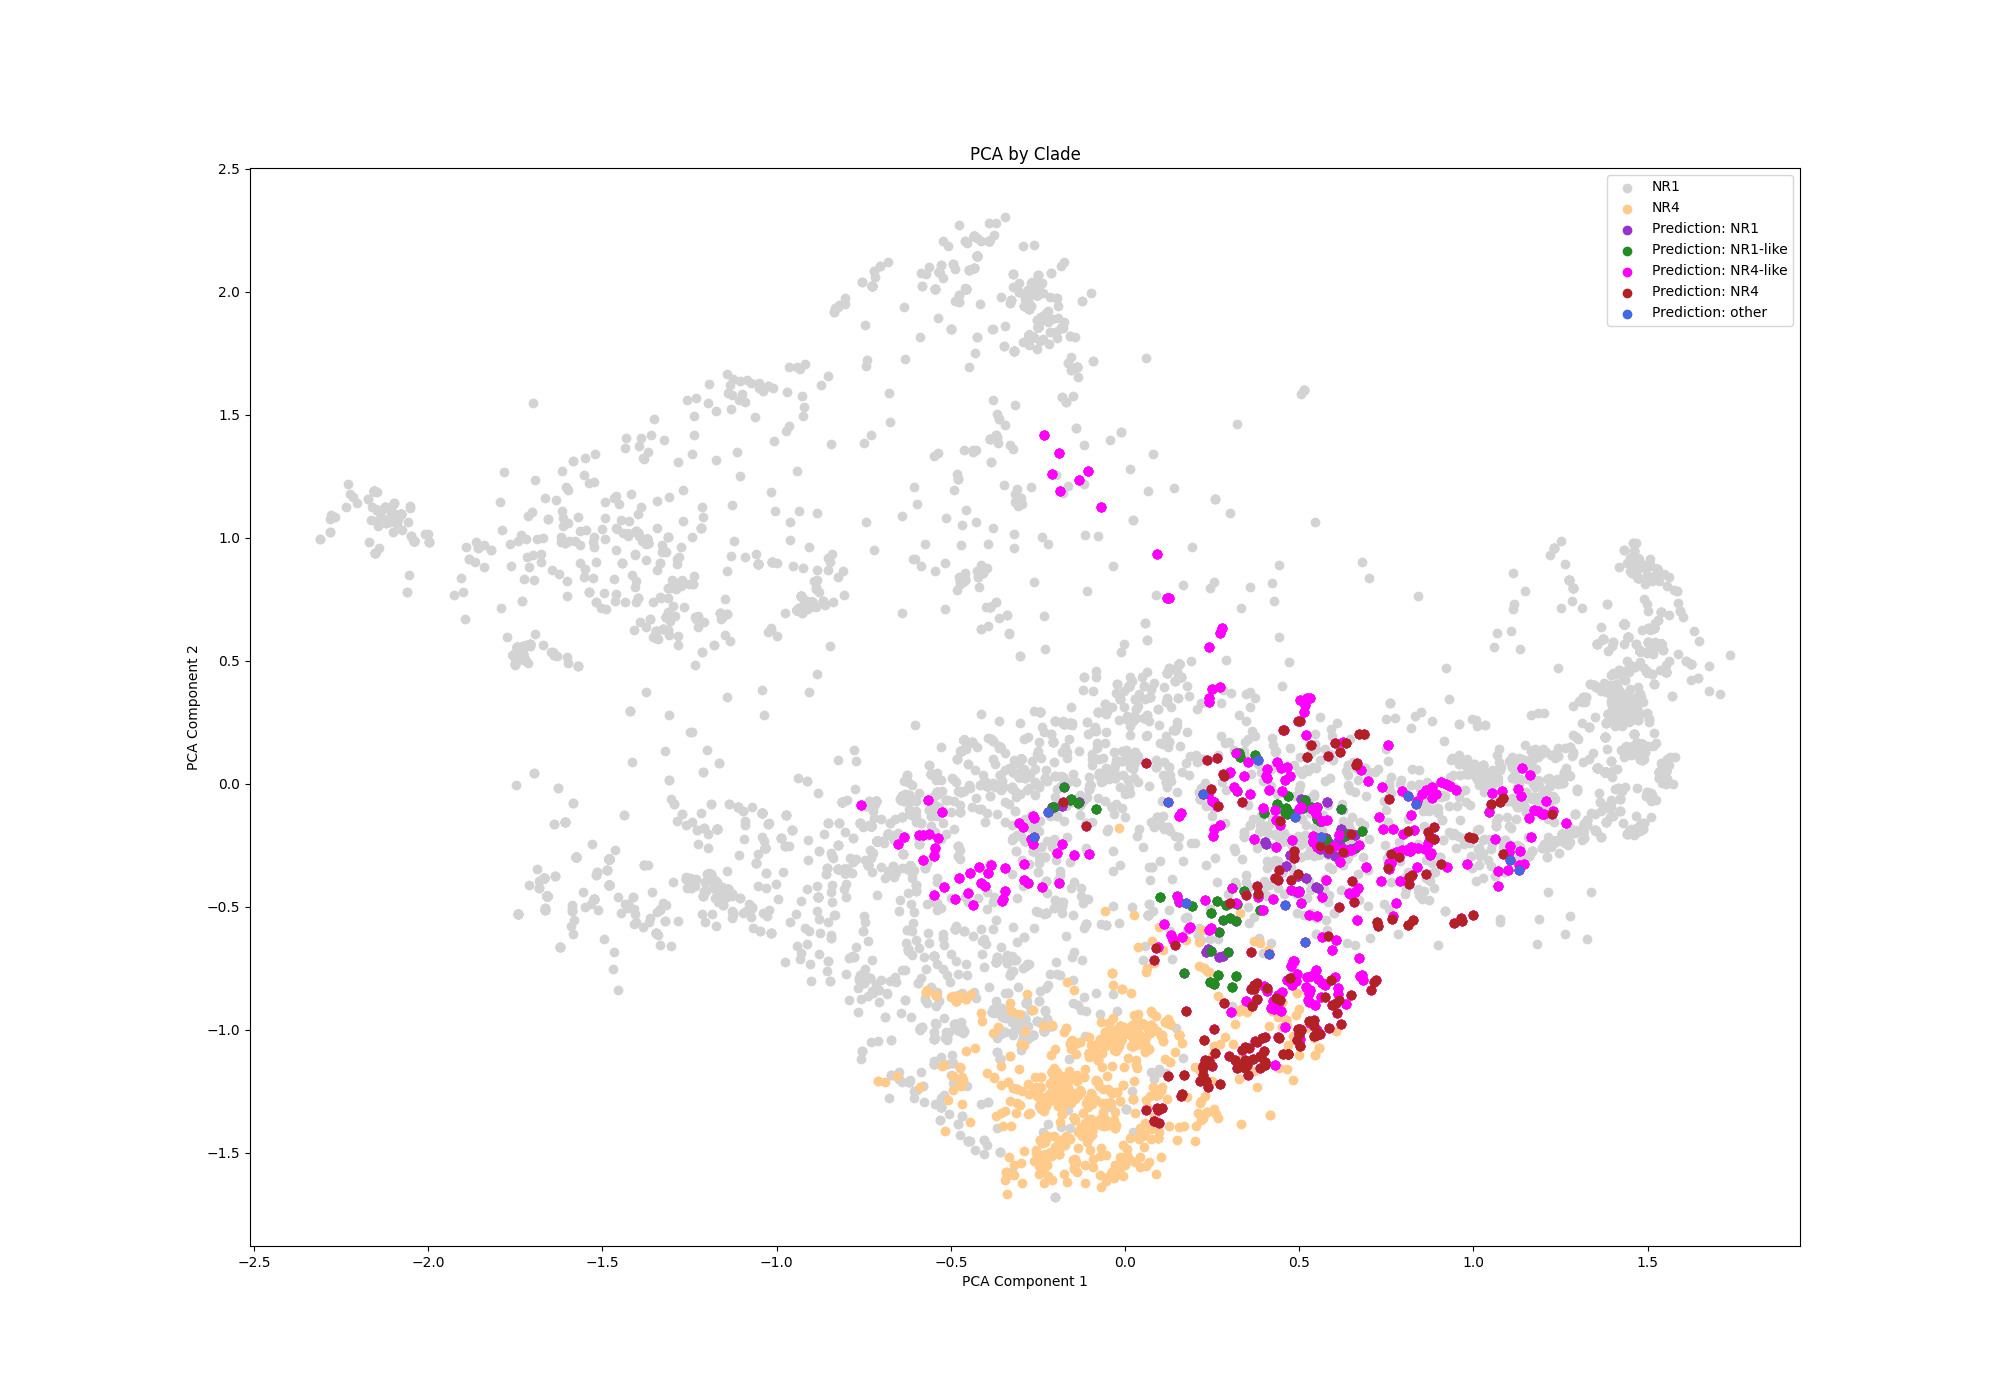 PCA by Clade
2.5
2.0
1.5
1.0
0.5
0.0
−0.5
−1.0
−1.5
PCA Component 2
NR1
NR4
Prediction: NR1
Prediction: NR1-like
Prediction: NR4-like
Prediction: NR4
Prediction: other
−2.5 −2.0 −1.5 −1.0 −0.5 0.0 0.5 1.0 1.5
PCA Component 1